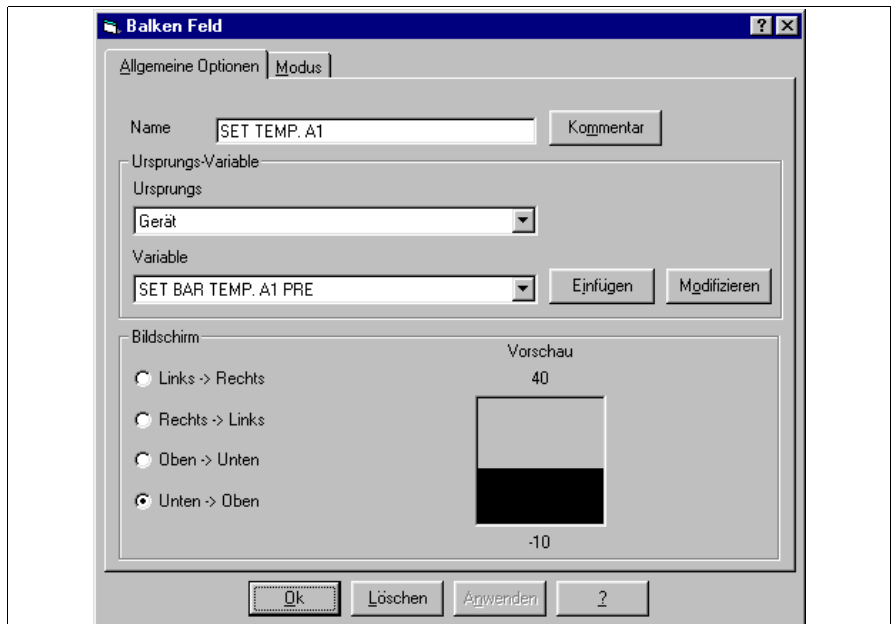 Balken Feld
Allgemeine Optionen Modus
Name SET TEMP. A1 Kommentar
Ursprungs-Variable
Ursprungs
Gerät
Variable
SET BAR TEMP. A1 PRE Einfügen Modifizieren
Bildschirm
Vorschau
Links -> Rechts 40
Rechts -> Links
Oben -> Unten
Unten -> Oben
-10
Ok Löschen Anwenden ?